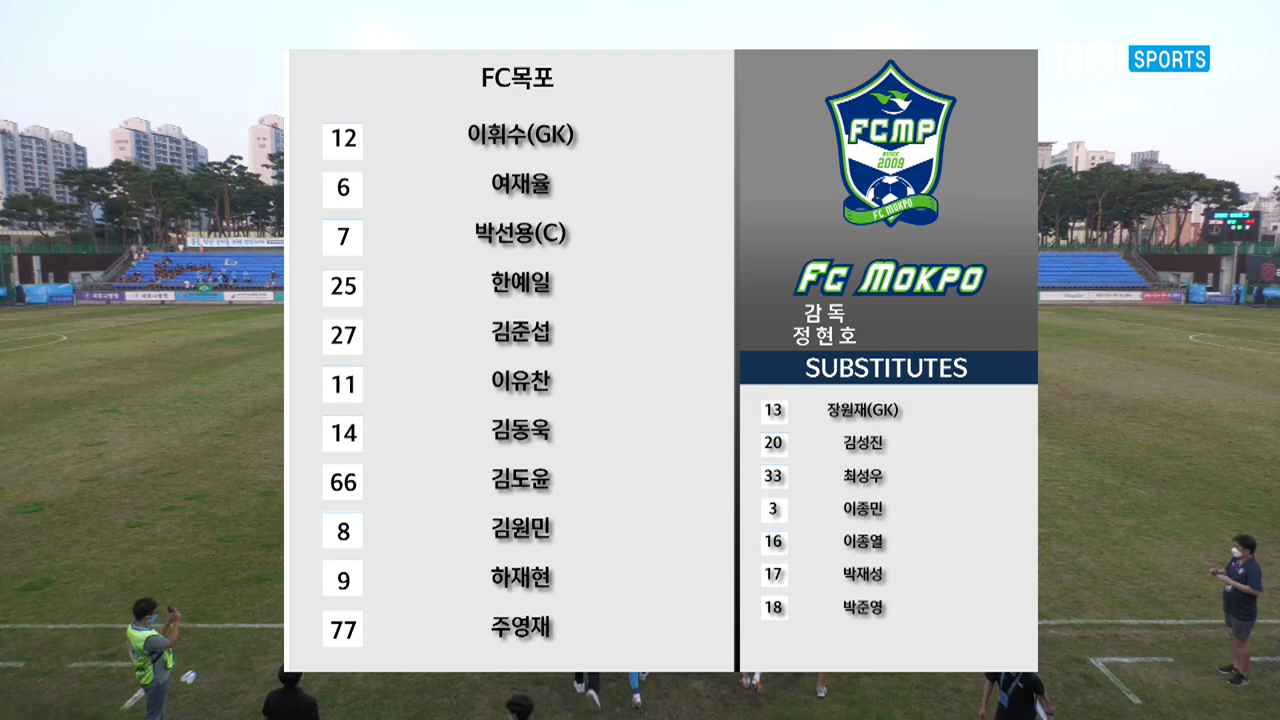 SPORTS
FC목포
12 이휘수(GK)
6 여재율
7 박선용(C)
25 한예일
27 김준섭
11 이유찬
14 김동욱
66 김도윤
8 김원민
9 하재현
77 주영재
FCMP
SINCE
2009
FC MOKPO
FC MOKPO
감독
정현호
SUBSTITUTES
13 장원재(GK)
20 김성진
33 최성우
3 이종민
16 이종열
17 박재성
18 박준영